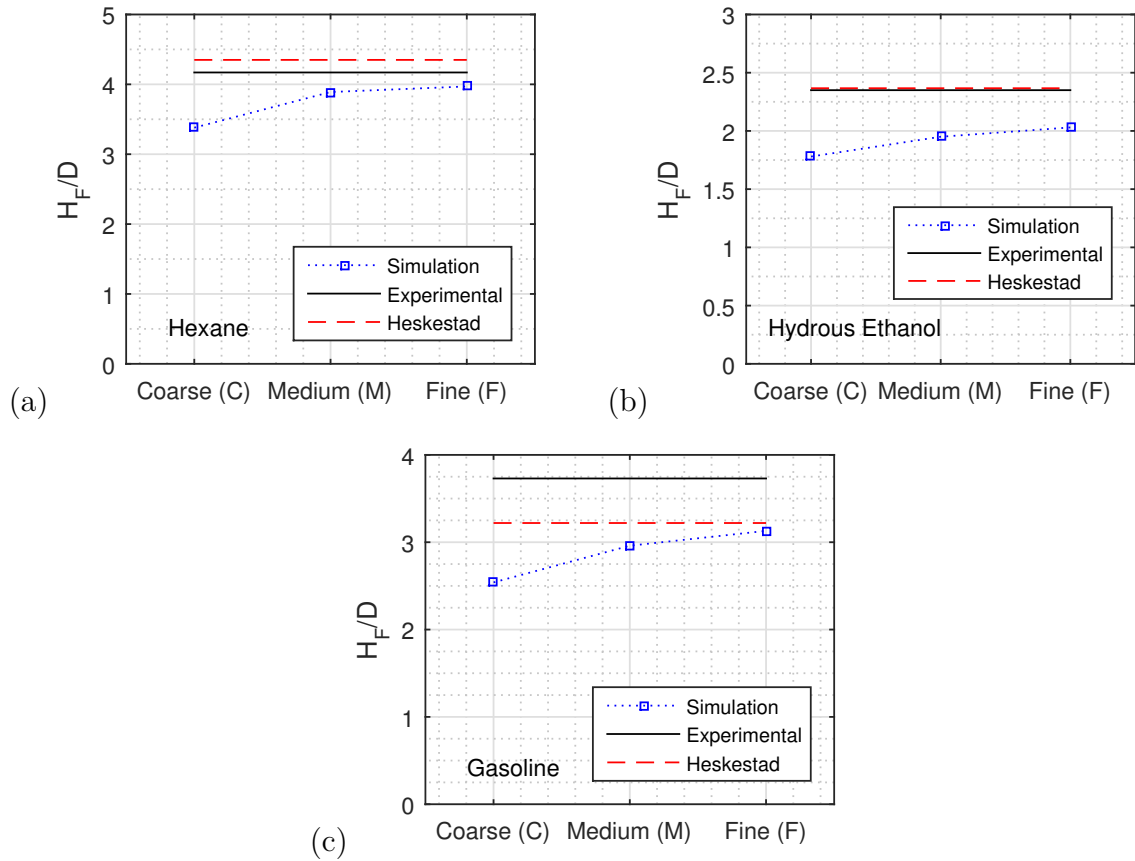 5
4
3
2
1
0
H_F/D
Simulation
Experimental
Heskestad
Hexane
Coarse (C) Medium (M) Fine (F)
(a)
3
2.5
2
1.5
1
0.5
0
H_F/D
Simulation
Experimental
Heskestad
Hydrous Ethanol
Coarse (C) Medium (M) Fine (F)
(b)
4
3
2
1
0
H_F/D
Simulation
Experimental
Heskestad
Gasoline
Coarse (C) Medium (M) Fine (F)
(c)